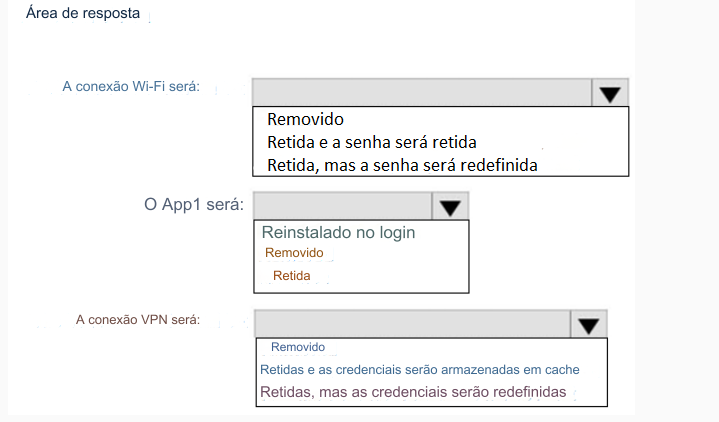 Área de resposta
A conexão Wi-Fi será:
Removido
Retida e a senha será retida
Retida, mas a senha será redefinida
O App1 será:
Reinstalado no login
Removido
Retida
A conexão VPN será:
Removido
Retidas e as credenciais serão armazenadas em cache
Retidas, mas as credenciais serão redefinidas